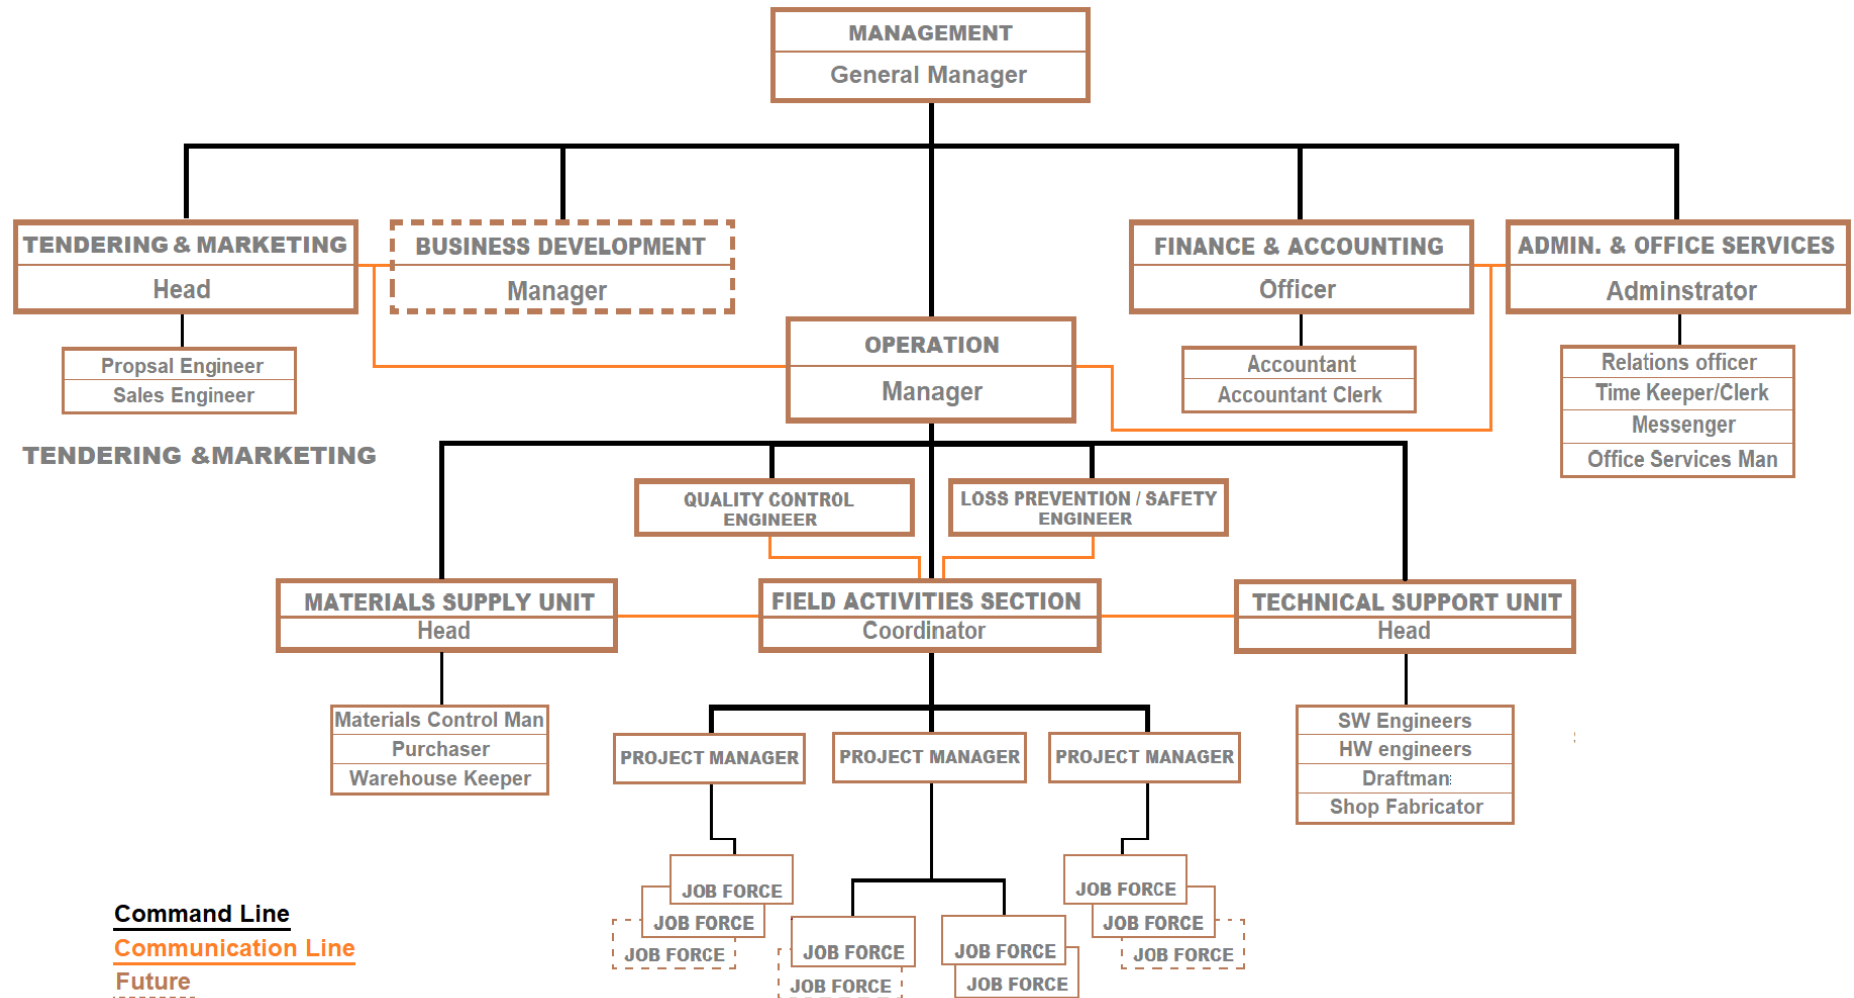 MANAGEMENT
General Manager
TENDERING & MARKETING
Head
BUSINESS DEVELOPMENT
Manager
FINANCE & ACCOUNTING
Officer
ADMIN. & OFFICE SERVICES
Adminstrator
Propsal Engineer
Sales Engineer
OPERATION
Manager
Accountant
Accountant Clerk
Relations officer
Time Keeper/Clerk
Messenger
Office Services Man
TENDERING &MARKETING
QUALITY CONTROL
ENGINEER
LOSS PREVENTION / SAFETY
ENGINEER
MATERIALS SUPPLY UNIT
Head
FIELD ACTIVITIES SECTION
Coordinator
TECHNICAL SUPPORT UNIT
Head
Materials Control Man
Purchaser
Warehouse Keeper
PROJECT MANAGER
PROJECT MANAGER
PROJECT MANAGER
SW Engineers
HW engineers
Draftman
Shop Fabricator
JOB FORCE
JOB FORCE
JOB FORCE
JOB FORCE
JOB FORCE
JOB FORCE
JOB FORCE
JOB FORCE
JOB FORCE
JOB FORCE
Command Line
Communication Line
Future